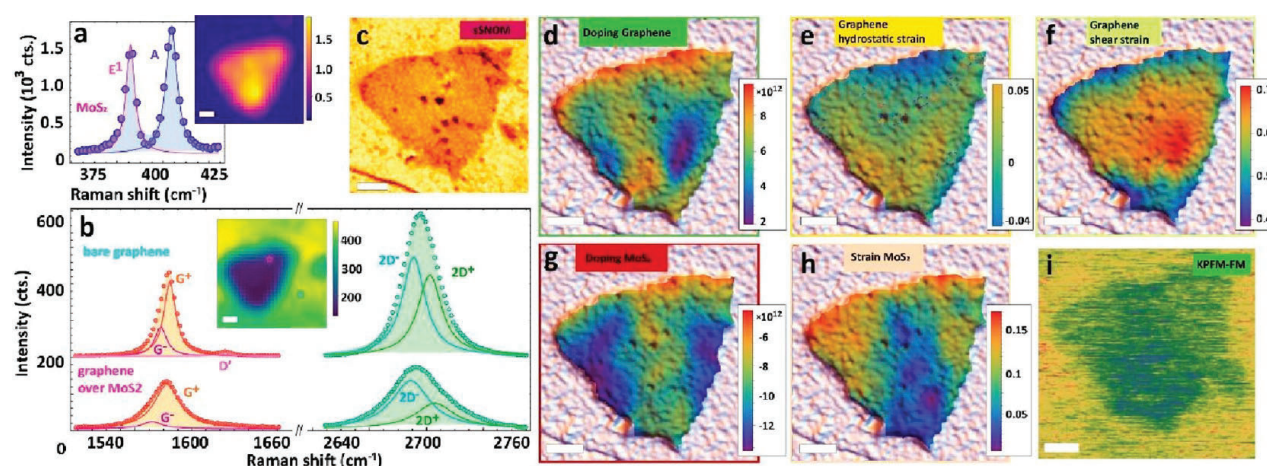 a
Intensity (10³ cts.)
1.5
1.0
0.5
0
E¹
A
MoS₂
375
400
425
Raman shift (cm⁻¹)
1.5
1.0
0.5
b
Intensity (cts.)
600
400
200
0
bare graphene
G⁺
G⁻
D'
2D⁻
2D⁺
graphene
over MoS2
G⁺
G⁻
2D⁻
2D⁺
400
300
200
1540
1600
1660
2640
2700
2760
Raman shift (cm⁻¹)
c
sSNOM
d
Doping Graphene
×10¹²
8
6
4
2
e
Graphene
hydrostatic strain
0.05
0
-0.04
f
Graphene
shear strain
g
Doping MoS₂
×10¹²
-6
-8
-10
-12
h
Strain MoS₂
0.15
0.1
0.05
i
KPFM-FM